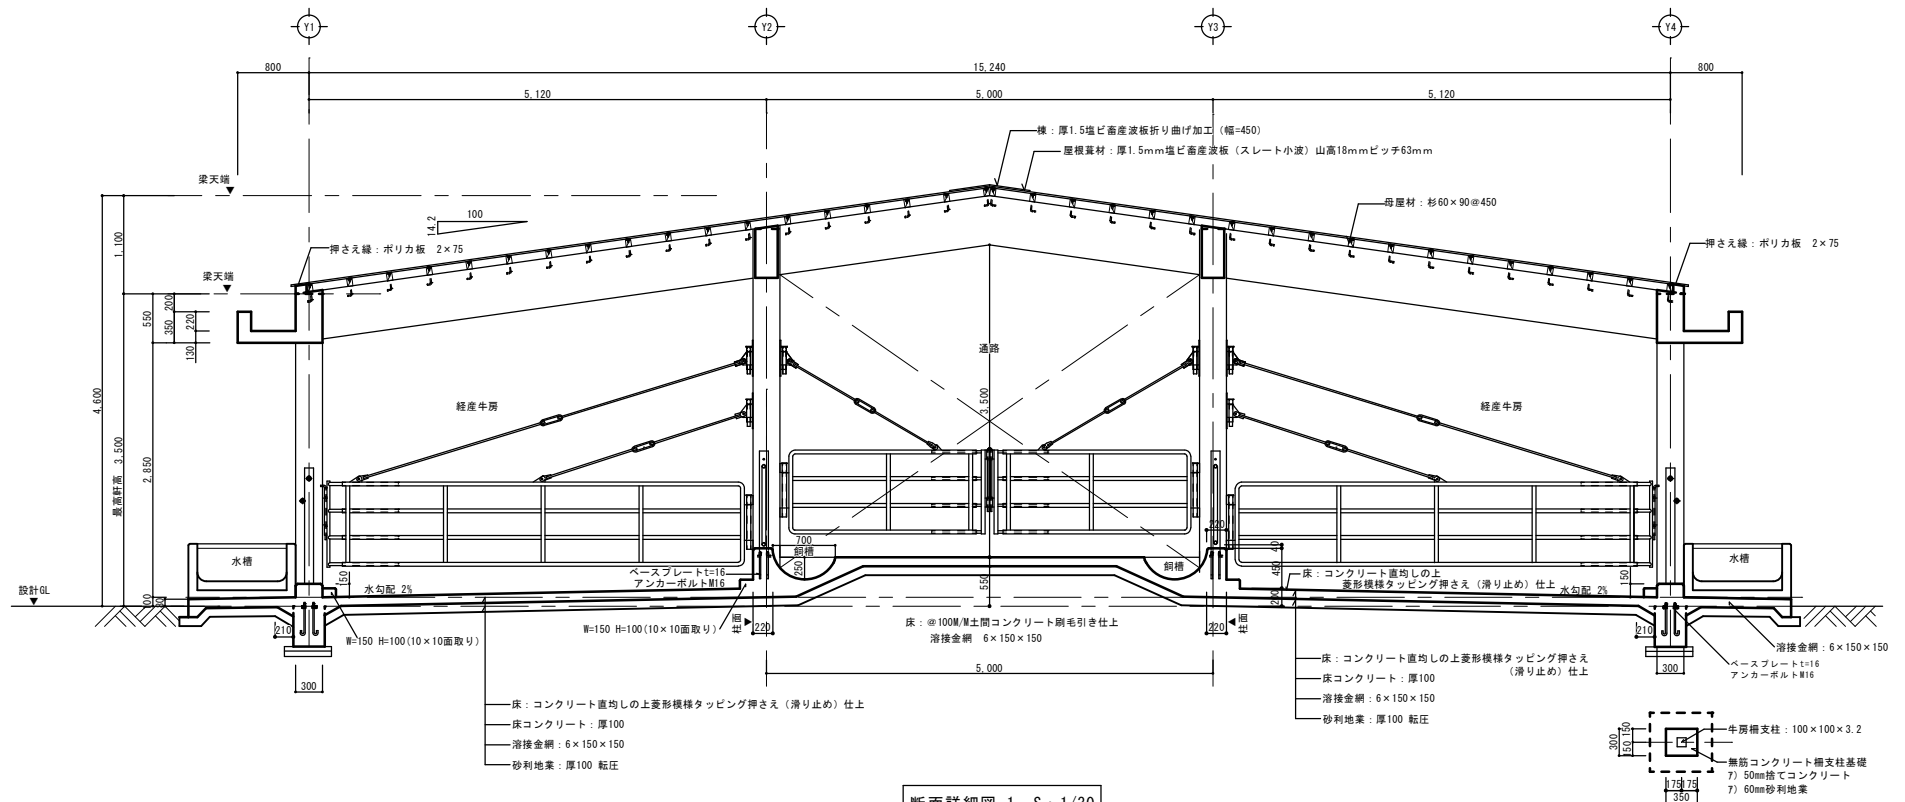 Y1
Y2
Y3
Y4
800
15,240
800
5,120
5,000
5,120
棟：厚1.5塩ビ畜産波板折り曲げ加工（幅=450）
屋根葺材：厚1.5mm塩ビ畜産波板（スレート小波）山高18mmピッチ63mm
梁天端
100
14.2
母屋材：杉60×90@450
押さえ縁：ポリカ板 2×75
押さえ縁：ポリカ板 2×75
1,100
梁天端
200
550
350
220
130
通路
4,600
3,500
経産牛房
経産牛房
最高軒高 3,500
2,850
水槽
700
飼槽
250
220
40
450
200
飼槽
水槽
ベースプレートt=16
アンカーボルトM16
床：コンクリート直均しの上
菱形模様タッピング押さえ（滑り止め）仕上
150
水勾配 2%
550
水勾配 2%
150
設計GL
210
W=150 H=100(10×10面取り)
W=150 H=100(10×10面取り)
柱面
220
床：@100M/M土間コンクリート刷毛引き仕上
溶接金網 6×150×150
220
柱面
210
溶接金網：6×150×150
300
5,000
床：コンクリート直均しの上菱形模様タッピング押さえ
（滑り止め）仕上
床コンクリート：厚100
溶接金網：6×150×150
砂利地業：厚100 転圧
300
ベースプレートt=16
アンカーボルトM16
床：コンクリート直均しの上菱形模様タッピング押さえ（滑り止め）仕上
床コンクリート：厚100
溶接金網：6×150×150
砂利地業：厚100 転圧
300
150
150
牛房柵支柱：100×100×3.2
無筋コンクリート柵支柱基礎
ｱ）50mm捨てコンクリート
ｱ）60mm砂利地業
175
175
350
断面詳細図-1 S：1/30